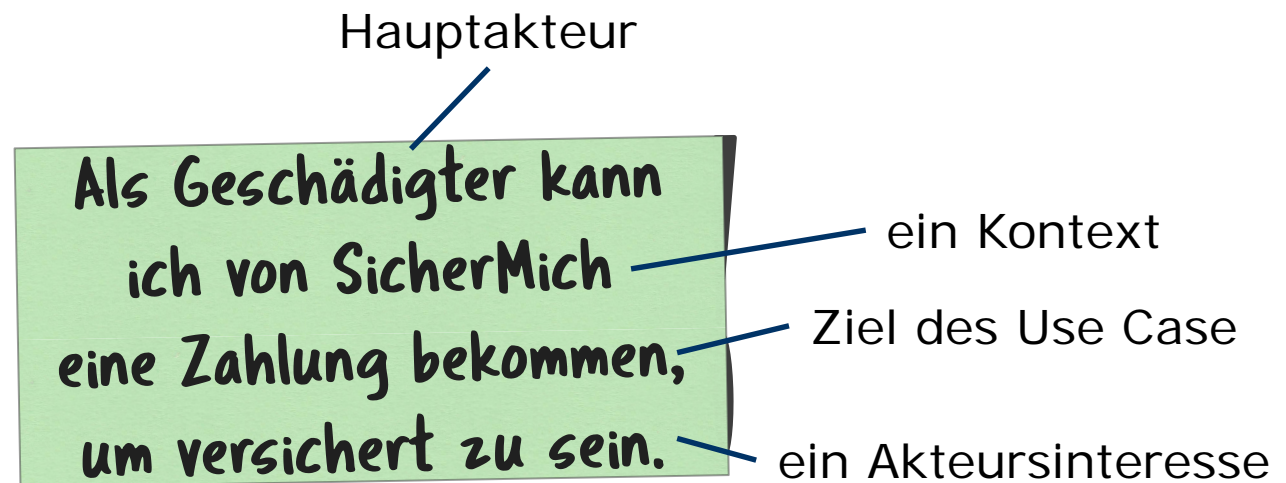 Hauptakteur
Als Geschädigter kann
ich von SicherMich
ein Kontext
eine Zahlung bekommen,
Ziel des Use Case
um versichert zu sein.
ein Akteursinteresse